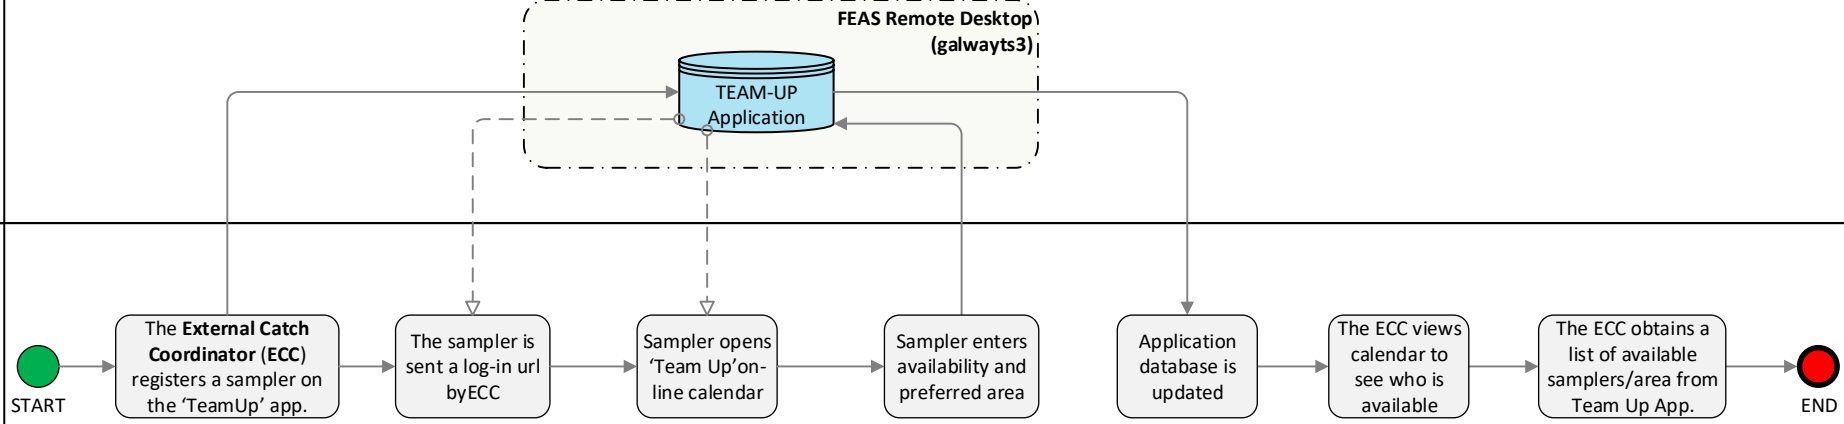 FEAS Remote Desktop
(galwayts3)
TEAM-UP
Application
START
The External Catch
Coordinator (ECC)
registers a sampler on
the ‘TeamUp’ app.
The sampler is
sent a log-in url
byECC
Sampler opens
‘Team Up’on-
line calendar
Sampler enters
availability and
preferred area
Application
database is
updated
The ECC views
calendar to
see who is
available
The ECC obtains a
list of available
samplers/area from
Team Up App.
END